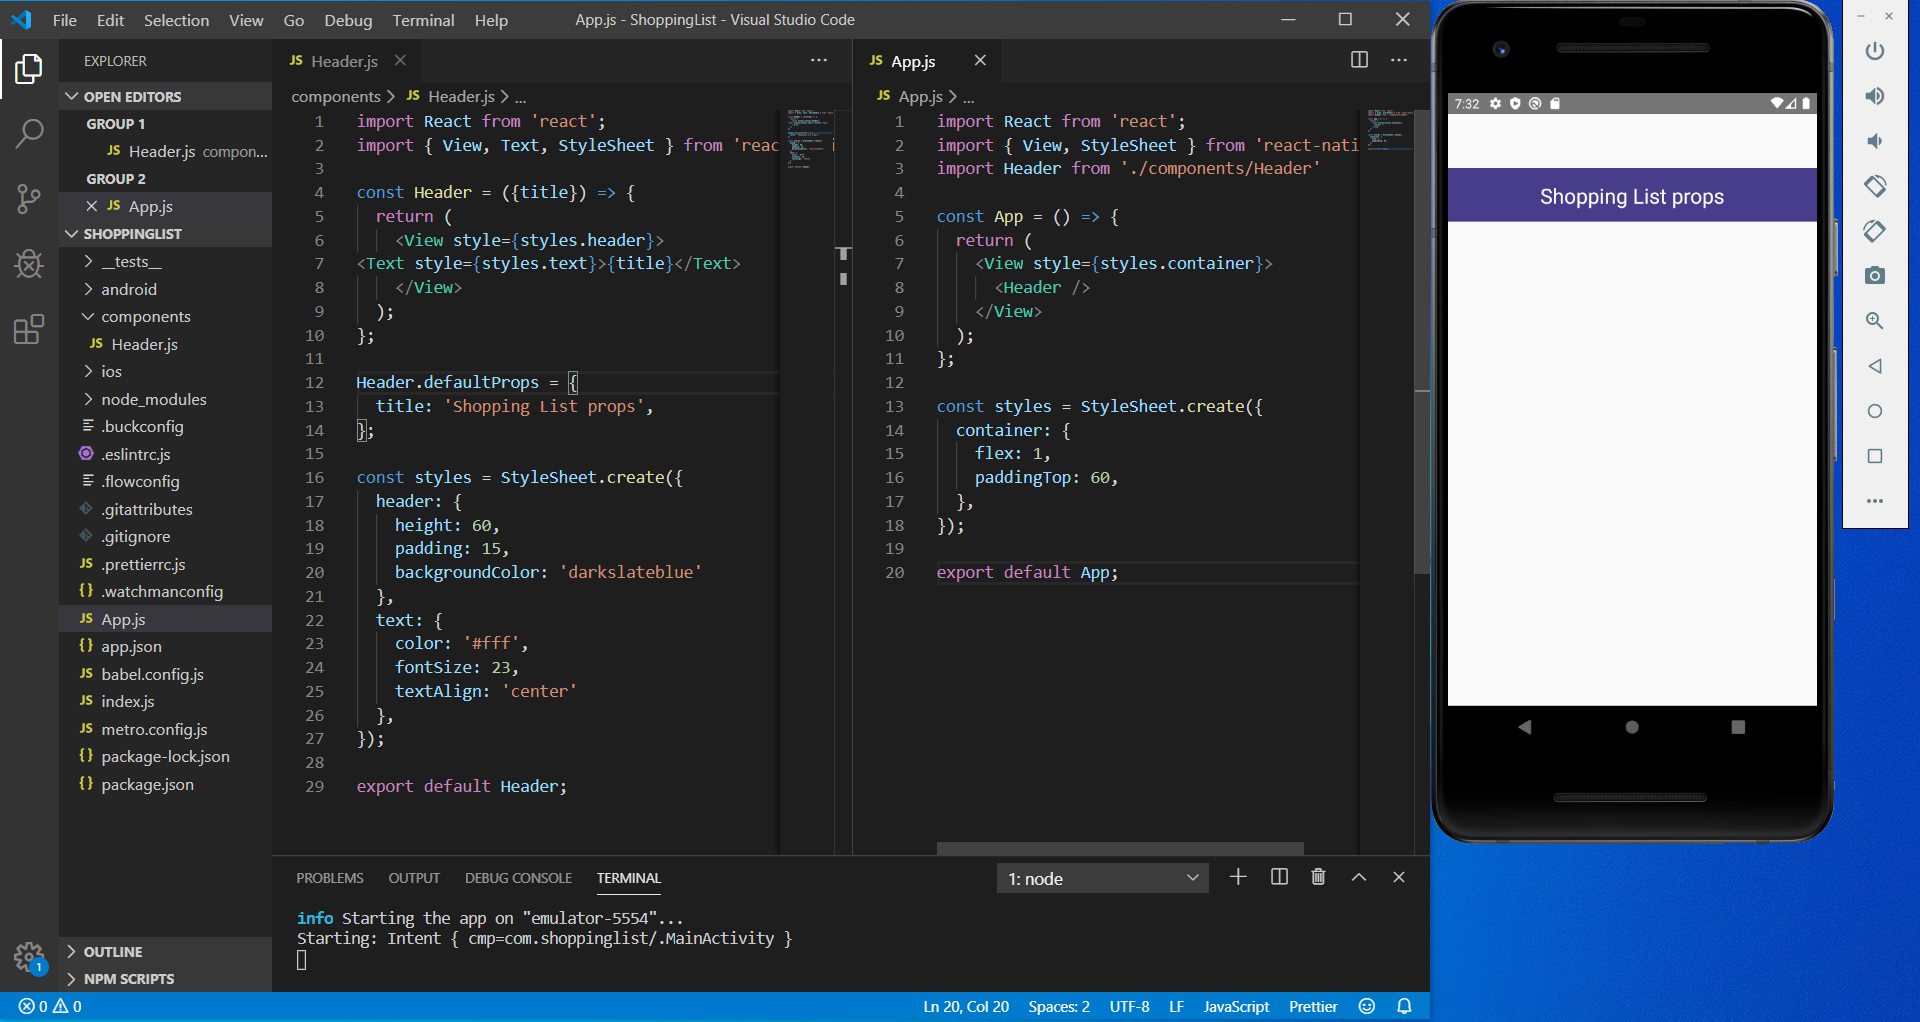 File Edit Selection View Go Debug Terminal Help
App.js - ShoppingList - Visual Studio Code
EXPLORER
OPEN EDITORS
GROUP 1
JS Header.js compon...
GROUP 2
JS App.js
SHOPPINGLIST
__tests__
android
components
JS Header.js
ios
node_modules
.buckconfig
.eslintrc.js
.flowconfig
.gitattributes
.gitignore
JS .prettierrc.js
{} .watchmanconfig
JS App.js
{} app.json
JS babel.config.js
JS index.js
JS metro.config.js
{} package-lock.json
{} package.json
OUTLINE
NPM SCRIPTS
1
JS Header.js
components > JS Header.js > ...
1 import React from 'react';
2 import { View, Text, StyleSheet } from 'reac
3
4 const Header = ({title}) => {
5 return (
6 <View style={styles.header}>
7 <Text style={styles.text}>{title}</Text>
8 </View>
9 );
10 };
11
12 Header.defaultProps = {
13 title: 'Shopping List props',
14 };
15
16 const styles = StyleSheet.create({
17 header: {
18 height: 60,
19 padding: 15,
20 backgroundColor: 'darkslateblue'
21 },
22 text: {
23 color: '#fff',
24 fontSize: 23,
25 textAlign: 'center'
26 },
27 });
28
29 export default Header;
JS App.js
JS App.js > ...
1 import React from 'react';
2 import { View, StyleSheet } from 'react-nati
3 import Header from './components/Header'
4
5 const App = () => {
6 return (
7 <View style={styles.container}>
8 <Header />
9 </View>
10 );
11 };
12
13 const styles = StyleSheet.create({
14 container: {
15 flex: 1,
16 paddingTop: 60,
17 },
18 });
19
20 export default App;
PROBLEMS OUTPUT DEBUG CONSOLE TERMINAL
1: node
info Starting the app on "emulator-5554"...
Starting: Intent { cmp=com.shoppinglist/.MainActivity }
0 0
Ln 20, Col 20 Spaces: 2 UTF-8 LF JavaScript Prettier
7:32
Shopping List props